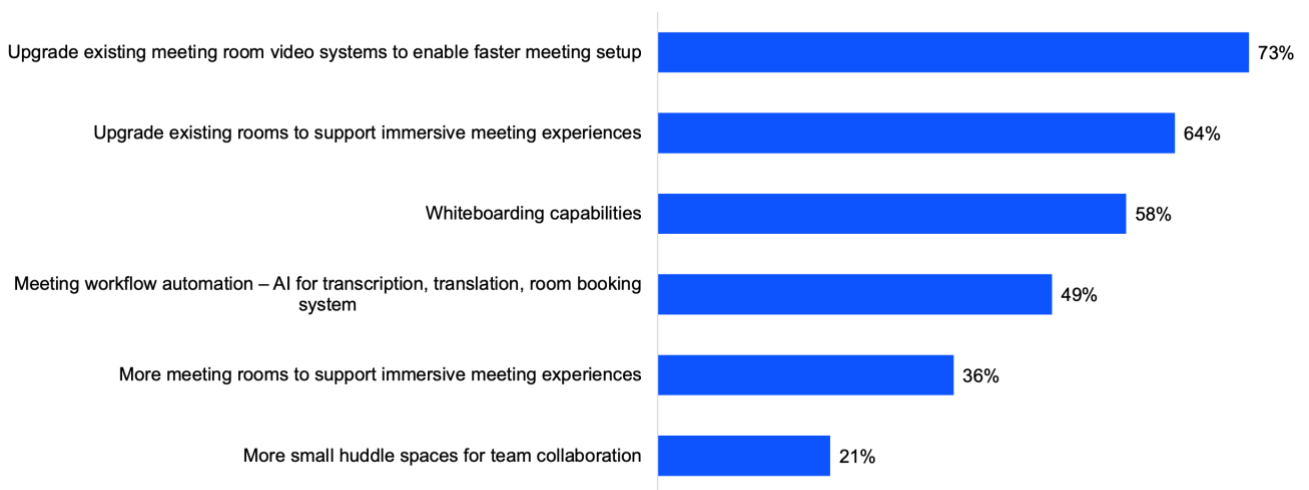 Upgrade existing meeting room video systems to enable faster meeting setup
73%
Upgrade existing rooms to support immersive meeting experiences
64%
Whiteboarding capabilities
58%
Meeting workflow automation – AI for transcription, translation, room booking
system
49%
More meeting rooms to support immersive meeting experiences
36%
More small huddle spaces for team collaboration
21%